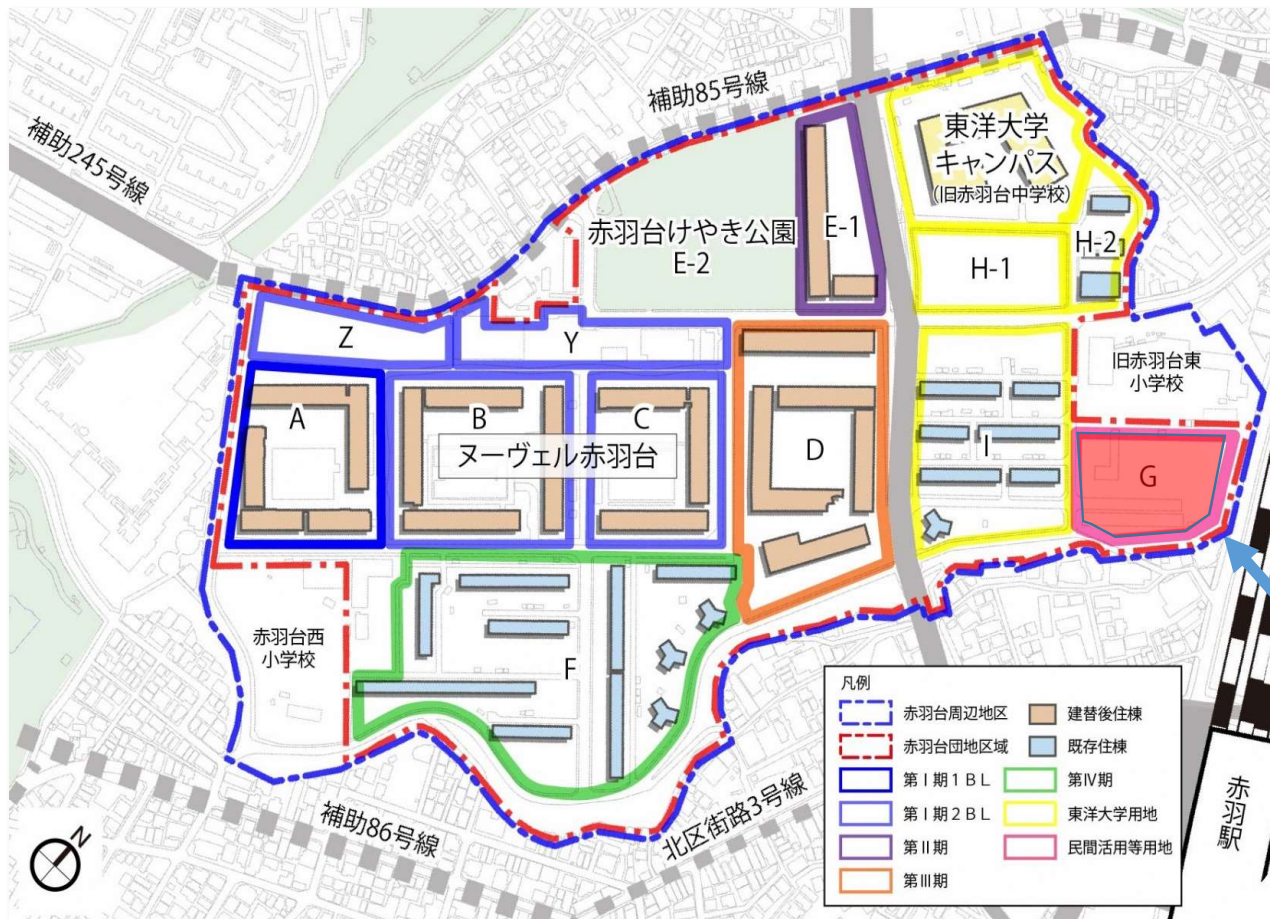 補助85号線
補助245号線
東洋大学
キャンパス
(旧赤羽台中学校)
赤羽台けやき公園
E-2
E-1
H-1
H-2
Z
Y
旧赤羽台東
小学校
A
B
C
D
I
G
ヌーヴェル赤羽台
赤羽台西
小学校
F
補助86号線
北区街路3号線
赤羽駅
N
凡例
赤羽台周辺地区
建替後住棟
赤羽台団地区域
既存住棟
第Ⅰ期1BL
第Ⅳ期
第Ⅰ期2BL
東洋大学用地
第Ⅱ期
民間活用等用地
第Ⅲ期